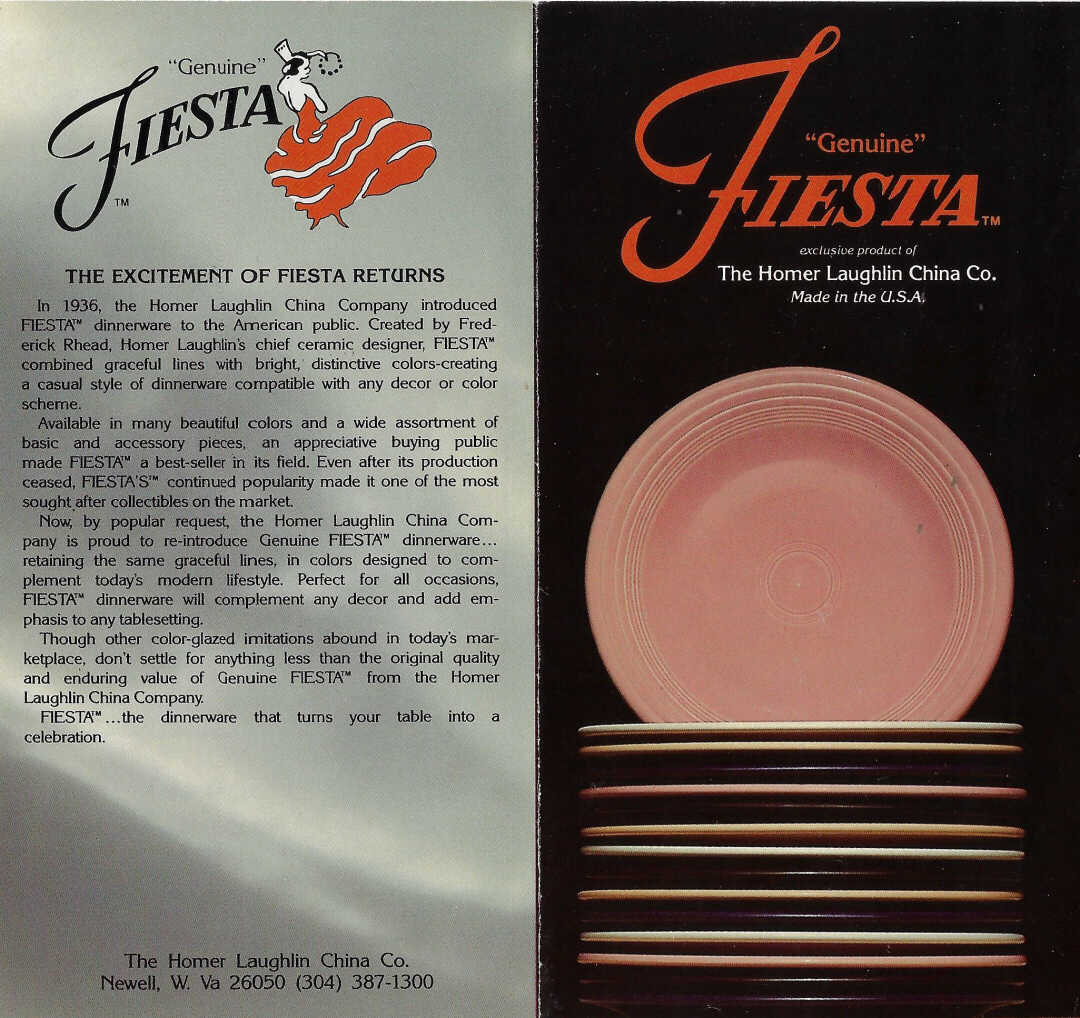 “Genuine”
FIESTA
TM
THE EXCITEMENT OF FIESTA RETURNS
In 1936, the Homer Laughlin China Company introduced
FIESTA™ dinnerware to the American public. Created by Fred-
erick Rhead, Homer Laughlin's chief ceramic designer, FIESTA™
combined graceful lines with bright, distinctive colors-creating
a casual style of dinnerware compatible with any decor or color
scheme.
Available in many beautiful colors and a wide assortment of
basic and accessory pieces, an appreciative buying public
made FIESTA™ a best-seller in its field. Even after its production
ceased, FIESTA'S™ continued popularity made it one of the most
sought after collectibles on the market.
Now, by popular request, the Homer Laughlin China Com-
pany is proud to re-introduce Genuine FIESTA™ dinnerware...
retaining the same graceful lines, in colors designed to com-
plement today's modern lifestyle. Perfect for all occasions,
FIESTA™ dinnerware will complement any decor and add em-
phasis to any tablesetting.
Though other color-glazed imitations abound in today's mar-
ketplace, don't settle for anything less than the original quality
and enduring value of Genuine FIESTA™ from the Homer
Laughlin China Company.
FIESTA™...the dinnerware that turns your table into a
celebration.
The Homer Laughlin China Co.
Newell, W. Va 26050 (304) 387-1300
“Genuine”
FIESTA™
exclusive product of
The Homer Laughlin China Co.
Made in the U.S.A.